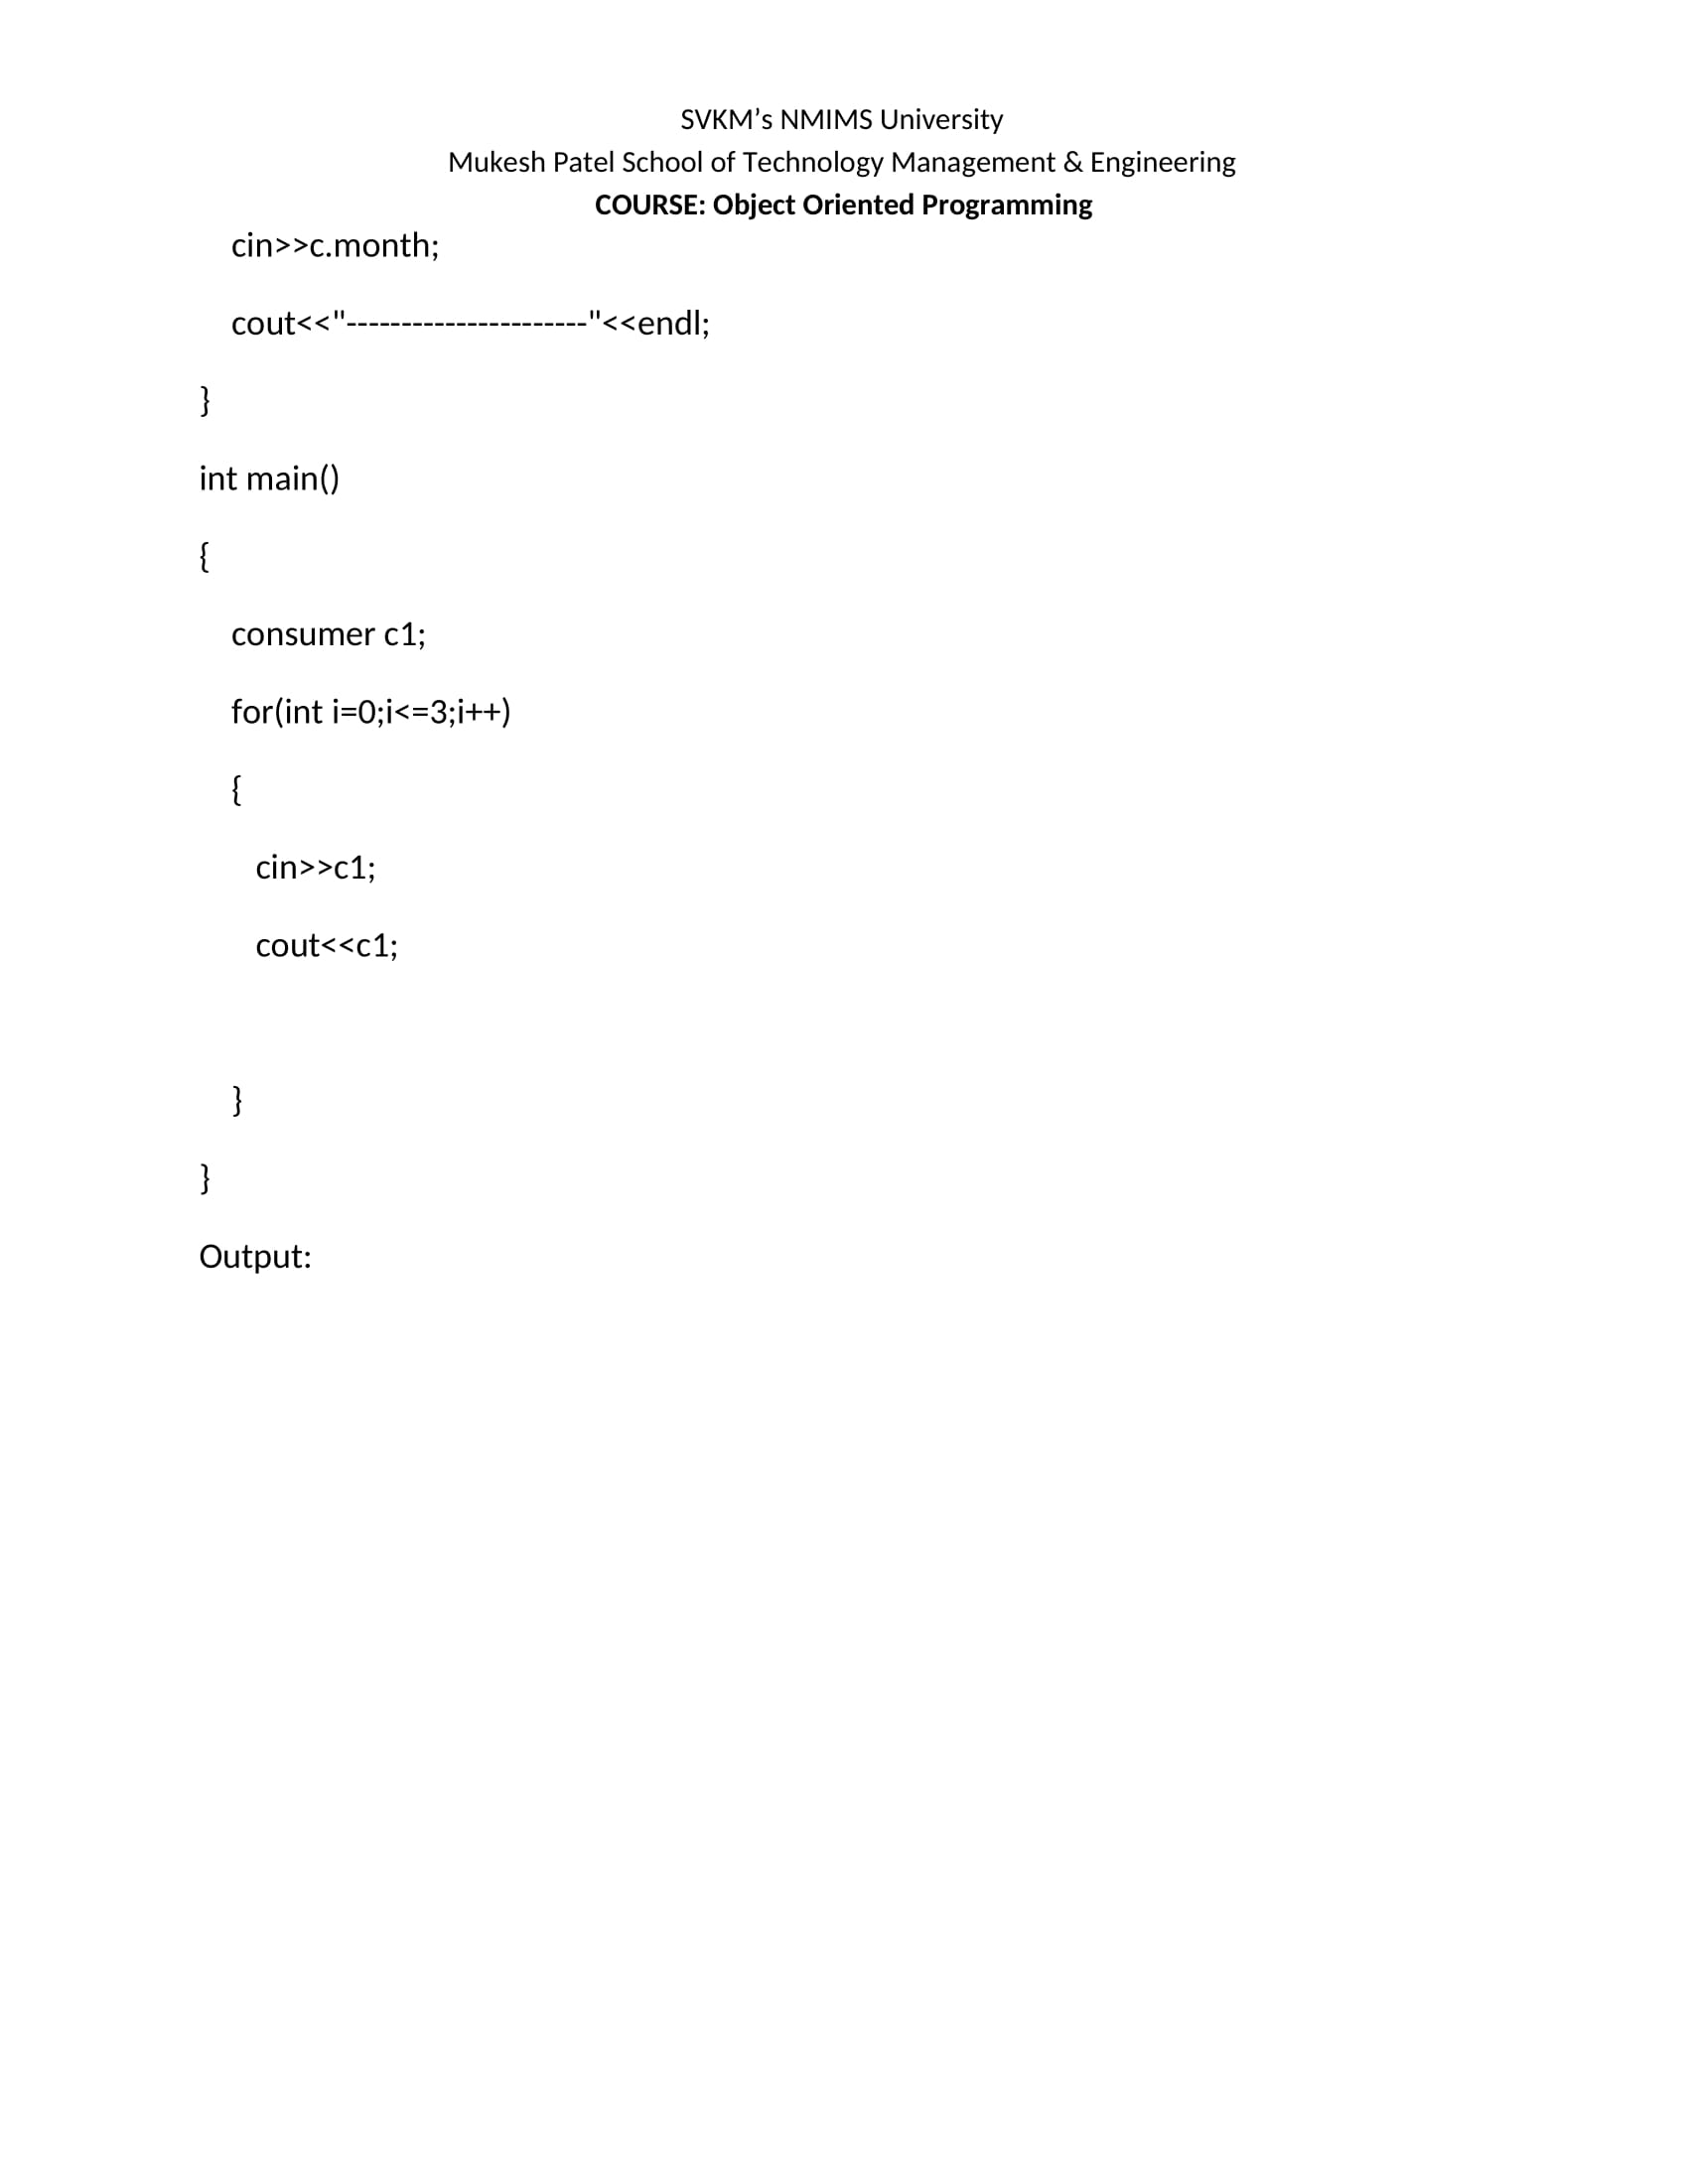 SVKM’s NMIMS University
Mukesh Patel School of Technology Management & Engineering
COURSE: Object Oriented Programming
cin>>c.month;
cout<<"----------------------"<<endl;
}
int main()
{
consumer c1;
for(int i=0;i<=3;i++)
{
cin>>c1;
cout<<c1;
}
}
Output: